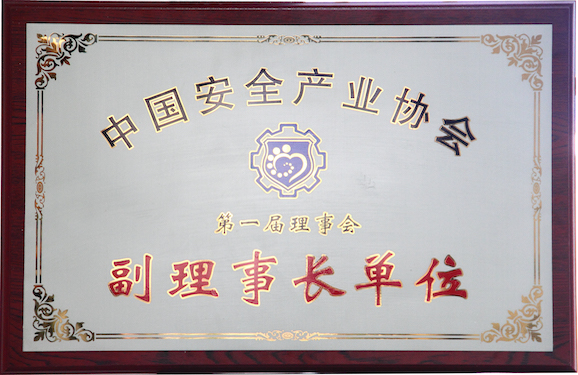 中国安全产业协会
第一届理事会
副理事长单位